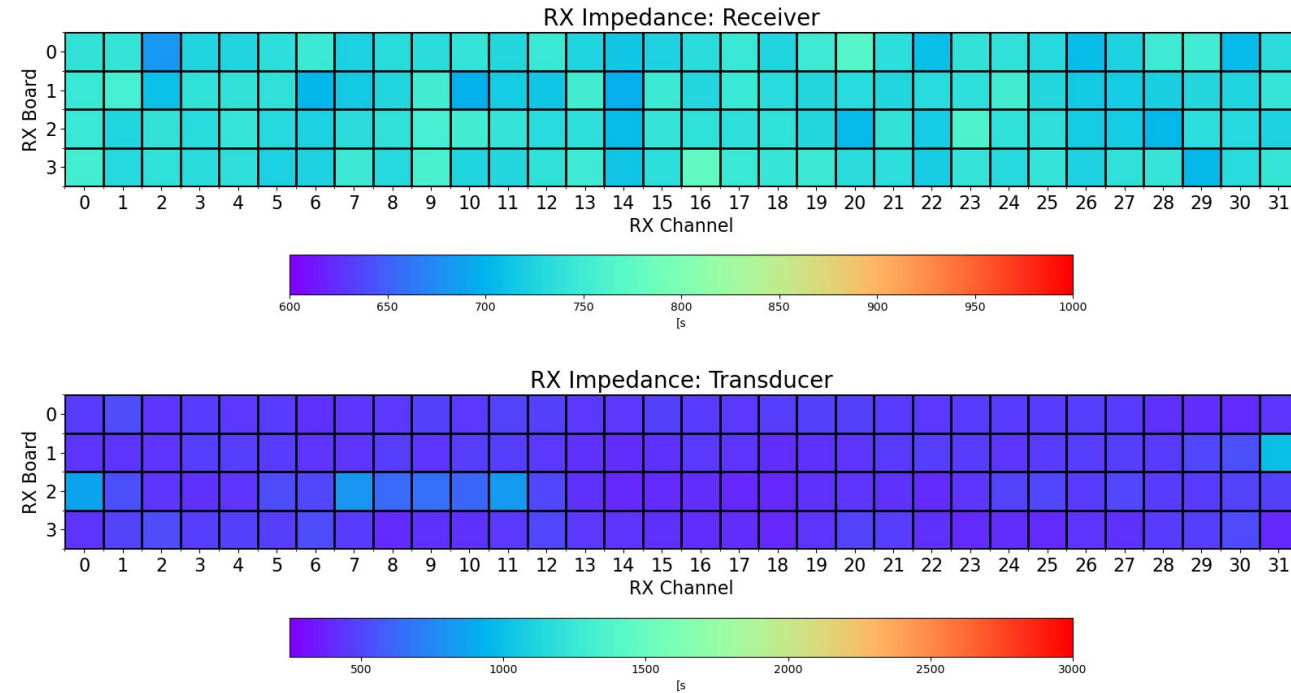 RX Impedance: Receiver
RX Board
0
1
2
3
0 1 2 3 4 5 6 7 8 9 10 11 12 13 14 15 16 17 18 19 20 21 22 23 24 25 26 27 28 29 30 31
RX Channel
600 650 700 750 800 850 900 950 1000
[s
RX Impedance: Transducer
RX Board
0
1
2
3
0 1 2 3 4 5 6 7 8 9 10 11 12 13 14 15 16 17 18 19 20 21 22 23 24 25 26 27 28 29 30 31
RX Channel
500 1000 1500 2000 2500 3000
[s